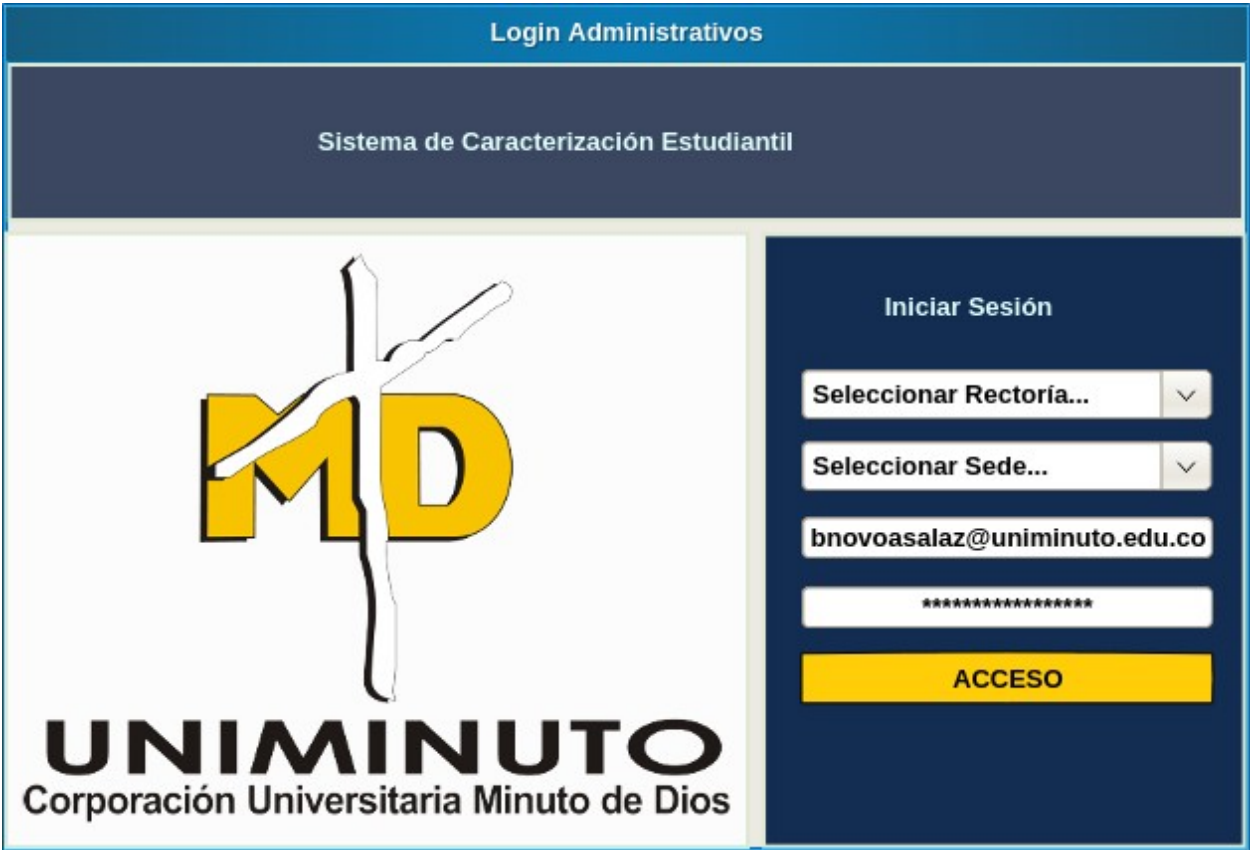 Login Administrativos
Sistema de Caracterización Estudiantil
MD
UNIMINUTO
Corporación Universitaria Minuto de Dios
Iniciar Sesión
Seleccionar Rectoría...
Seleccionar Sede...
bnovoasalaz@uniminuto.edu.co
*****************
ACCESO